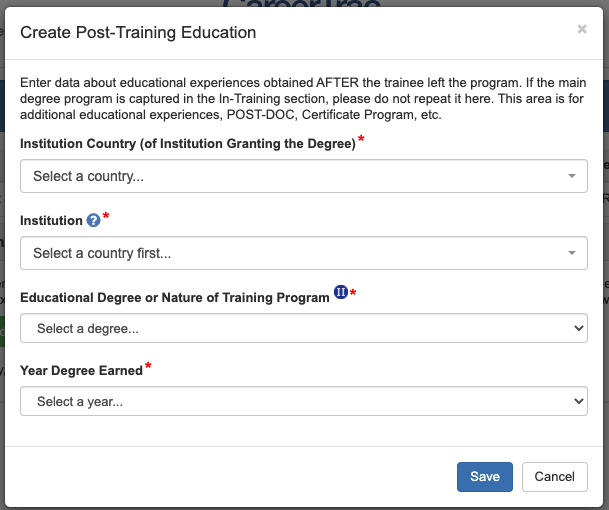 CareerTrac
Create Post-Training Education ×
Enter data about educational experiences obtained AFTER the trainee left the program. If the main
degree program is captured in the In-Training section, please do not repeat it here. This area is for
additional educational experiences, POST-DOC, Certificate Program, etc.
Institution Country (of Institution Granting the Degree)*
Select a country...
Institution ? *
Select a country first...
Educational Degree or Nature of Training Program II *
Select a degree...
Year Degree Earned*
Select a year...
Save Cancel